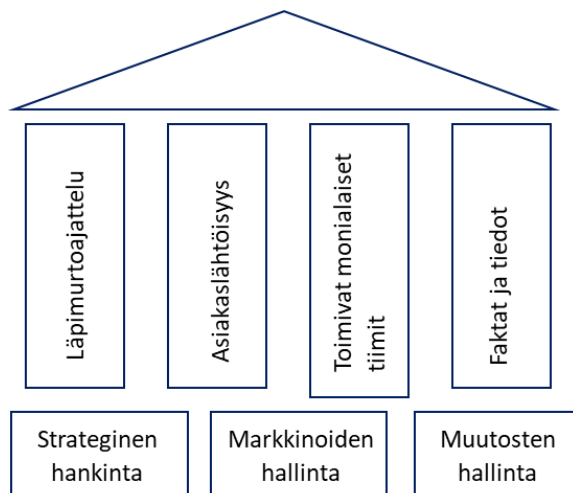 Läpimurtoajattelu
Asiakaslähtöisyys
Toimivat monialaiset
tiimit
Faktat ja tiedot
Strateginen
hankinta
Markkinoiden
hallinta
Muutosten
hallinta